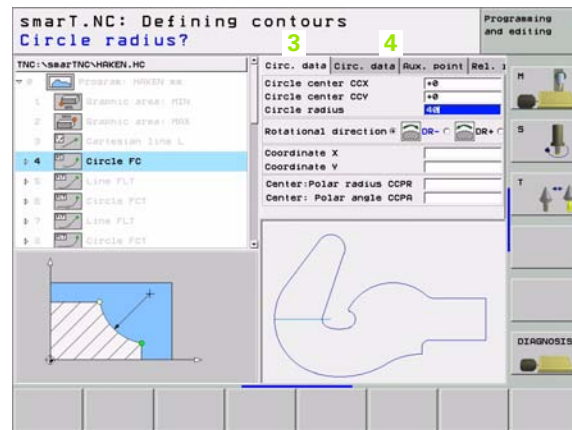 smarT.NC: Defining contours
Circle radius?
Programming and editing
3
4
TNC:\smarTNC\HAKEN.HC
0 Program: HAKEN mm
1 Graphic area: MIN
2 Graphic area: MAX
3 Cartesian line L
4 Circle FC
5 Line FLT
6 Circle FCT
7 Line FLT
8 Circle FCT
Circ. data Circ. data Aux. point Rel.
Circle center CCX +0
Circle center CCY +0
Circle radius 40
Rotational direction DR- DR+
Coordinate X
Coordinate Y
Center:Polar radius CCPR
Center: Polar angle CCPA
M
S
T
DIAGNOSIS